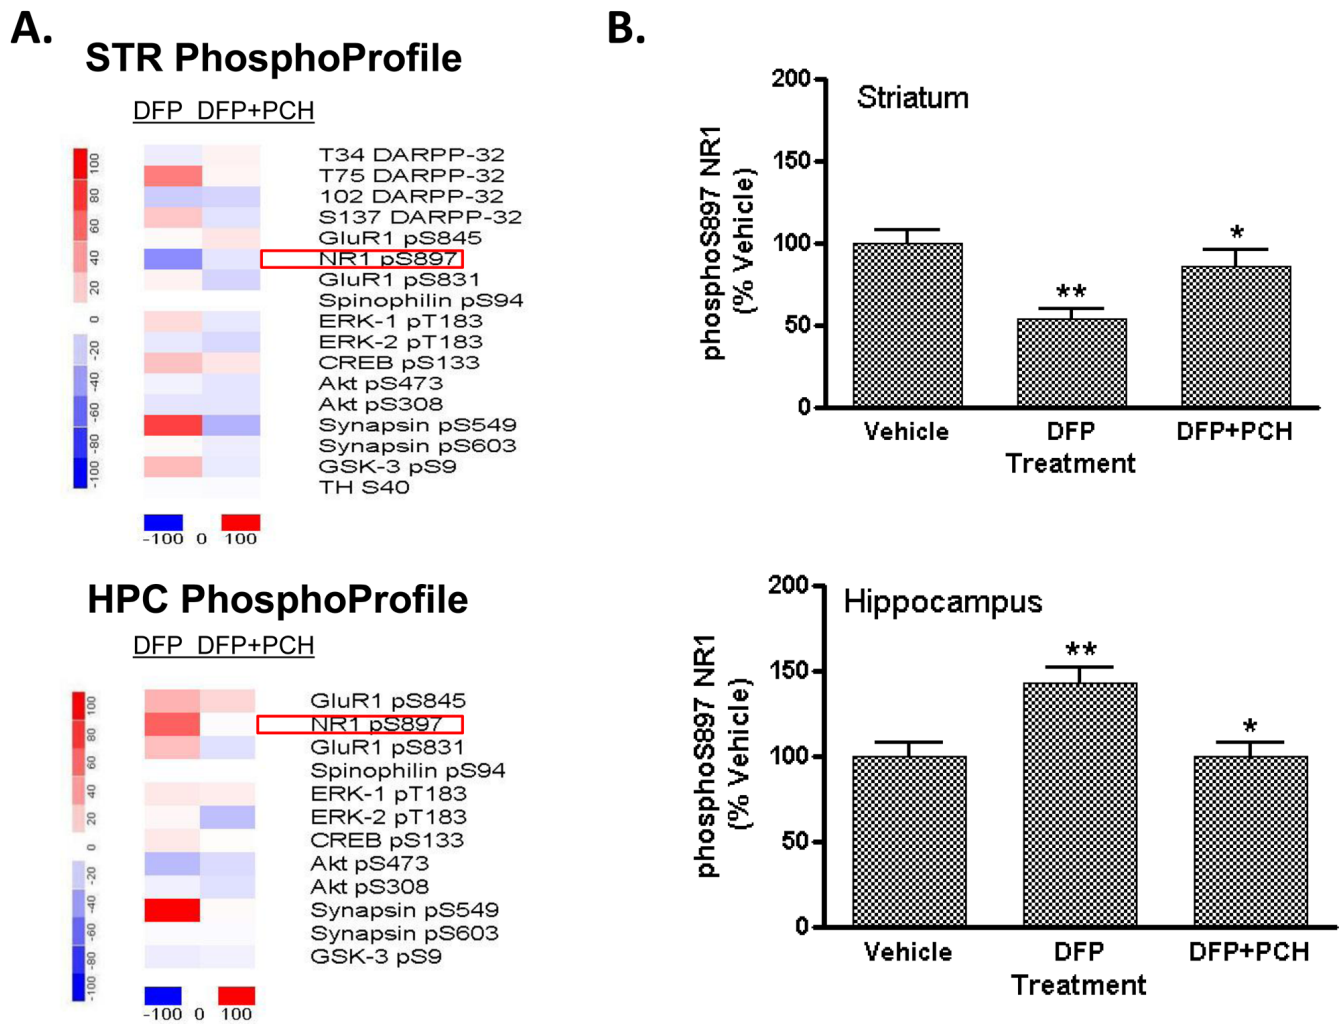 A.
STR PhosphoProfile
DFP DFP+PCH
100
80
60
40
20
0
-20
-40
-60
-80
-100
T34 DARPP-32
T75 DARPP-32
102 DARPP-32
S137 DARPP-32
GluR1 pS845
NR1 pS897
GluR1 pS831
Spinophilin pS94
ERK-1 pT183
ERK-2 pT183
CREB pS133
Akt pS473
Akt pS308
Synapsin pS549
Synapsin pS603
GSK-3 pS9
TH S40
-100 0 100
HPC PhosphoProfile
DFP DFP+PCH
100
80
60
40
20
0
-20
-40
-60
-80
-100
GluR1 pS845
NR1 pS897
GluR1 pS831
Spinophilin pS94
ERK-1 pT183
ERK-2 pT183
CREB pS133
Akt pS473
Akt pS308
Synapsin pS549
Synapsin pS603
GSK-3 pS9
-100 0 100
B.
Striatum
phosphoS897 NR1
(% Vehicle)
200
150
100
50
0
**
*
Vehicle DFP DFP+PCH
Treatment
Hippocampus
phosphoS897 NR1
(% Vehicle)
200
150
100
50
0
**
*
Vehicle DFP DFP+PCH
Treatment